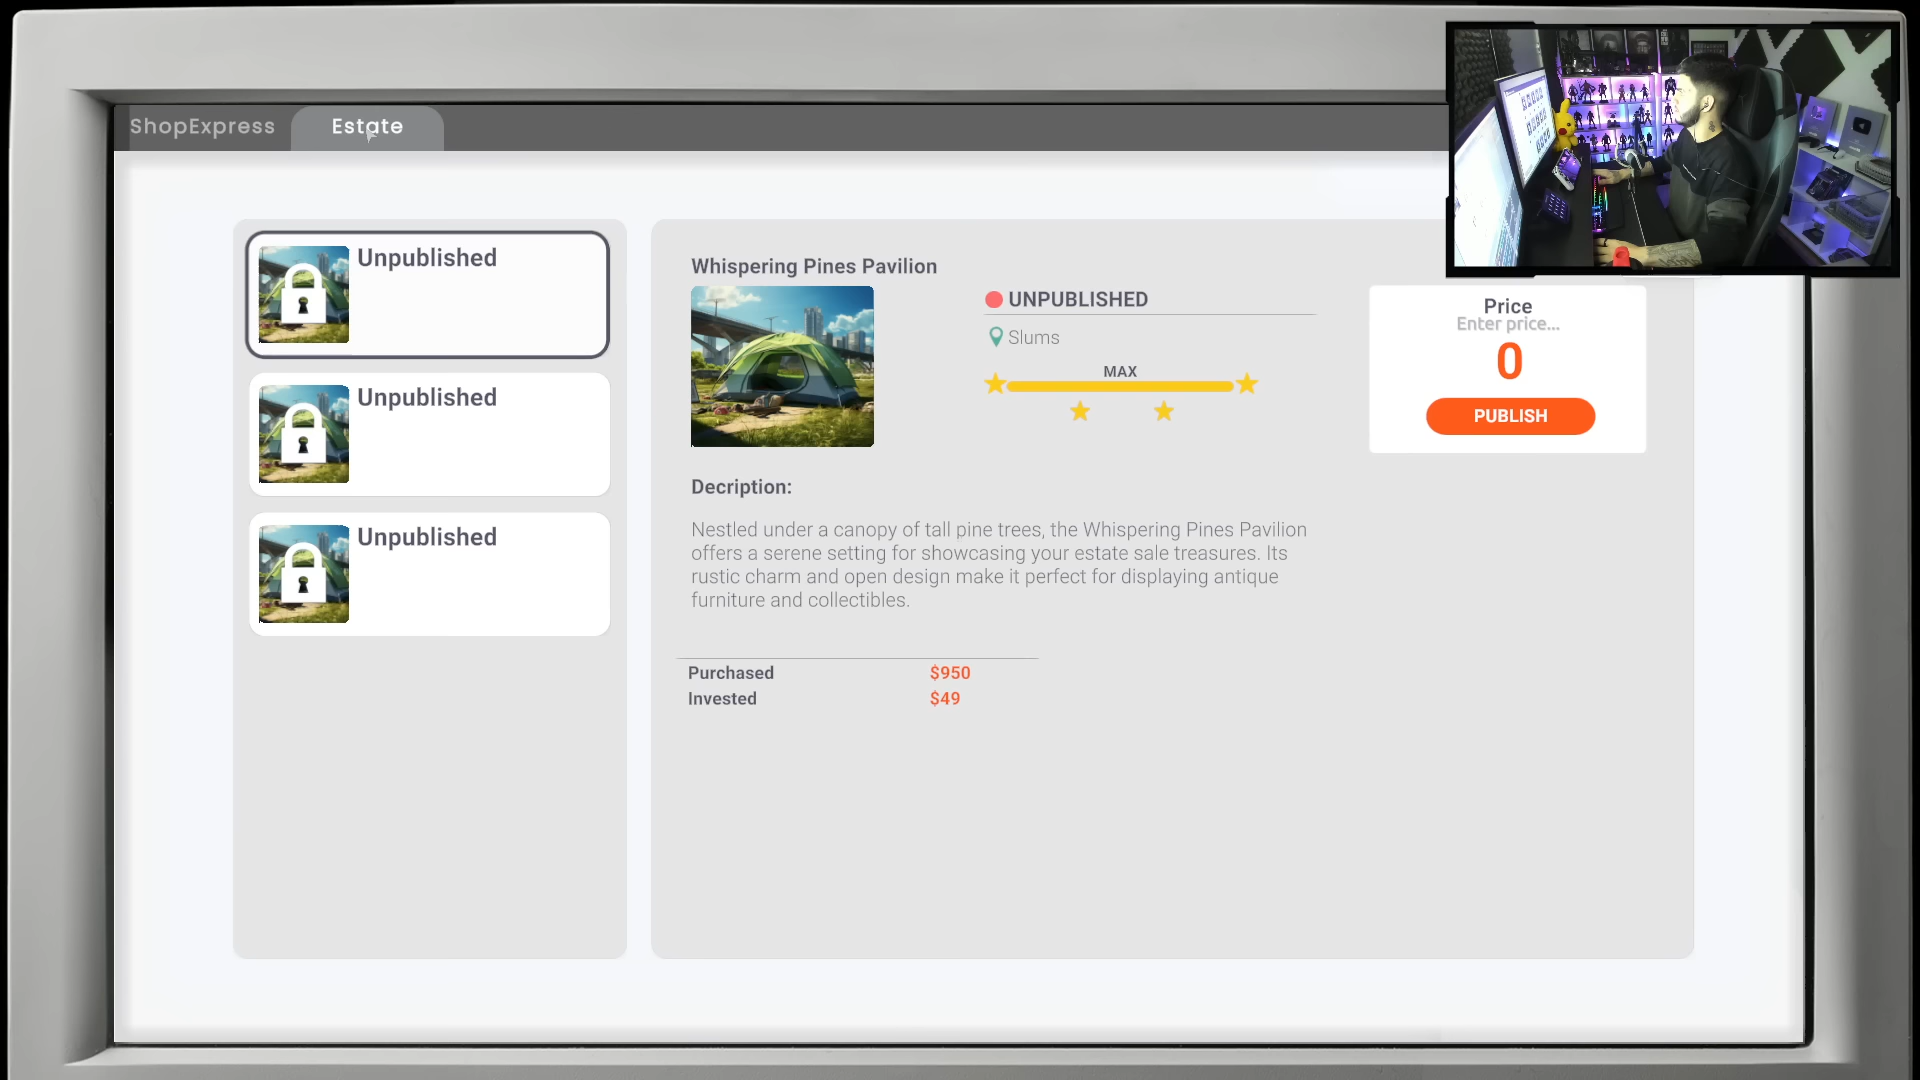 ShopExpress
Estate
Unpublished
Unpublished
Unpublished
Whispering Pines Pavilion
UNPUBLISHED
Slums
MAX
Price
Enter price...
0
PUBLISH
Decription:
Nestled under a canopy of tall pine trees, the Whispering Pines Pavilion
offers a serene setting for showcasing your estate sale treasures. Its
rustic charm and open design make it perfect for displaying antique
furniture and collectibles.
Purchased $950
Invested $49